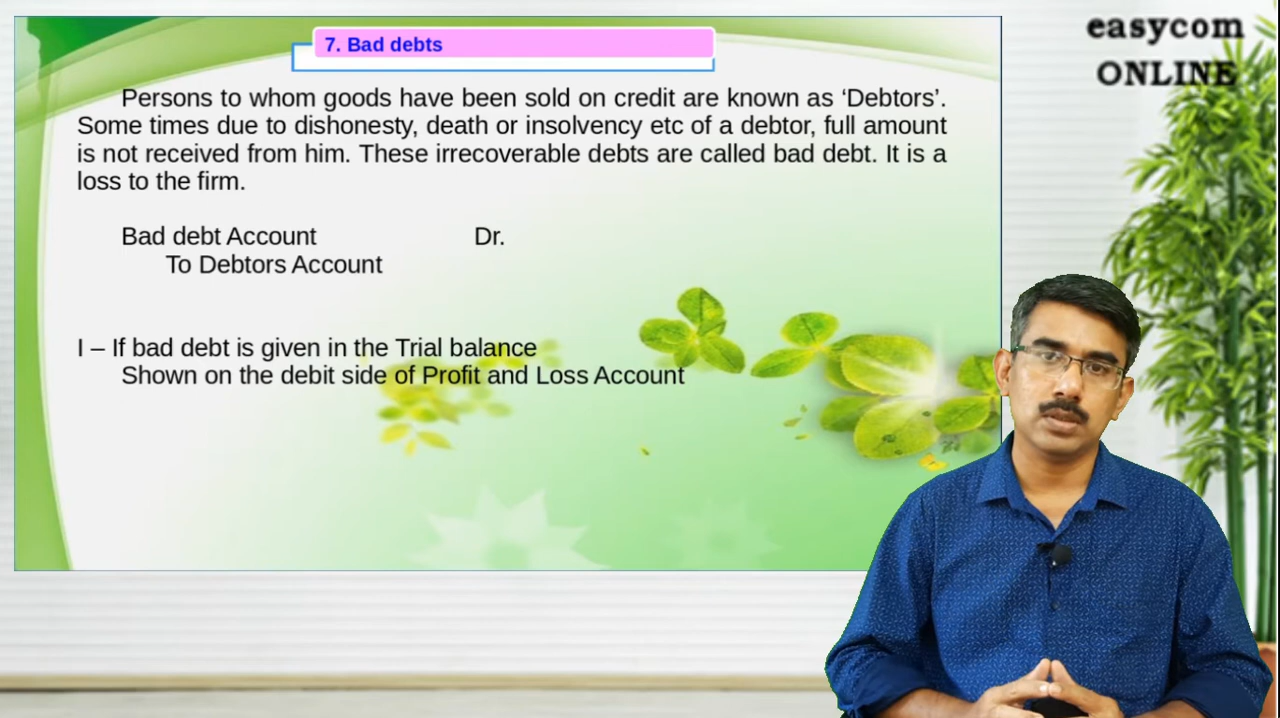 easycom
ONLINE
7. Bad debts
Persons to whom goods have been sold on credit are known as ‘Debtors’.
Some times due to dishonesty, death or insolvency etc of a debtor, full amount
is not received from him. These irrecoverable debts are called bad debt. It is a
loss to the firm.
Bad debt Account Dr.
To Debtors Account
I – If bad debt is given in the Trial balance
Shown on the debit side of Profit and Loss Account